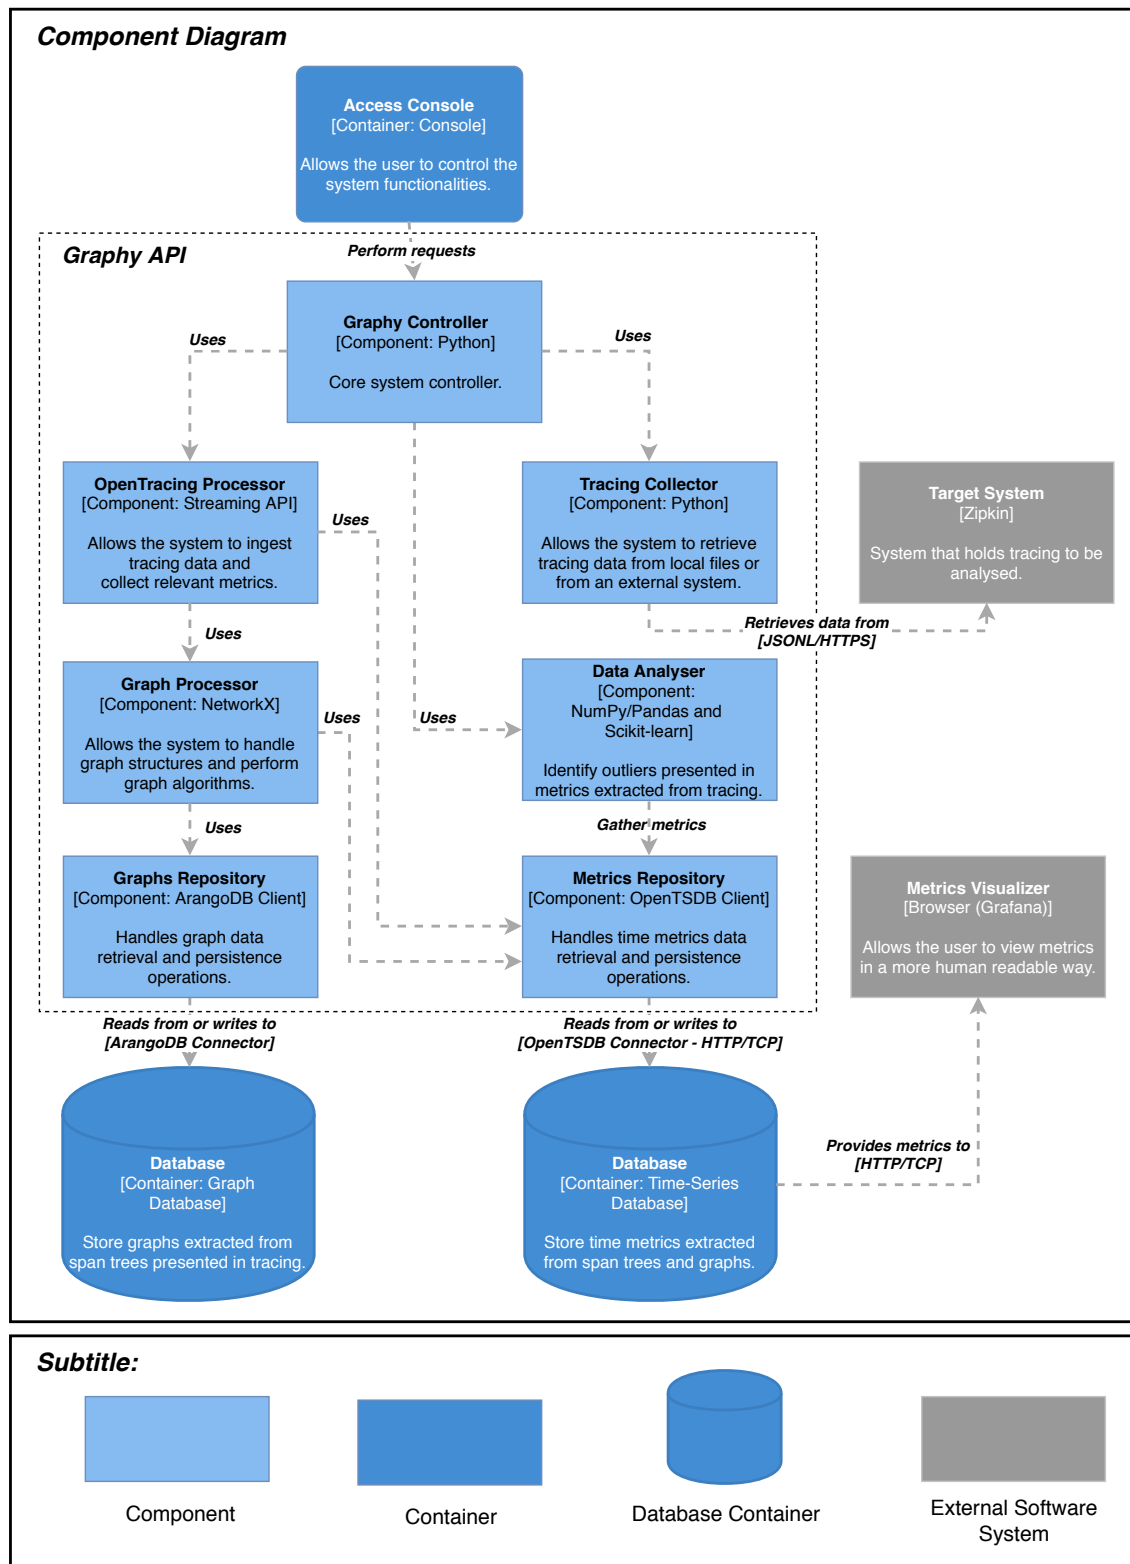 Component Diagram
Access Console
[Container: Console]
Allows the user to control the
system functionalities.
Perform requests
Graphy API
Graphy Controller
[Component: Python]
Core system controller.
Uses
Uses
OpenTracing Processor
[Component: Streaming API]
Allows the system to ingest
tracing data and
collect relevant metrics.
Uses
Tracing Collector
[Component: Python]
Allows the system to retrieve
tracing data from local files or
from an external system.
Target System
[Zipkin]
System that holds tracing to be
analysed.
Retrieves data from
[JSONL/HTTPS]
Uses
Graph Processor
[Component: NetworkX]
Allows the system to handle
graph structures and perform
graph algorithms.
Uses
Uses
Data Analyser
[Component:
NumPy/Pandas and
Scikit-learn]
Identify outliers presented in
metrics extracted from tracing.
Uses
Gather metrics
Graphs Repository
[Component: ArangoDB Client]
Handles graph data
retrieval and persistence
operations.
Metrics Repository
[Component: OpenTSDB Client]
Handles time metrics data
retrieval and persistence
operations.
Metrics Visualizer
[Browser (Grafana)]
Allows the user to view metrics
in a more human readable way.
Reads from or writes to
[ArangoDB Connector]
Reads from or writes to
[OpenTSDB Connector - HTTP/TCP]
Database
[Container: Graph
Database]
Store graphs extracted from
span trees presented in tracing.
Database
[Container: Time-Series
Database]
Store time metrics extracted
from span trees and graphs.
Provides metrics to
[HTTP/TCP]
Subtitle:
Component
Container
Database Container
External Software
System